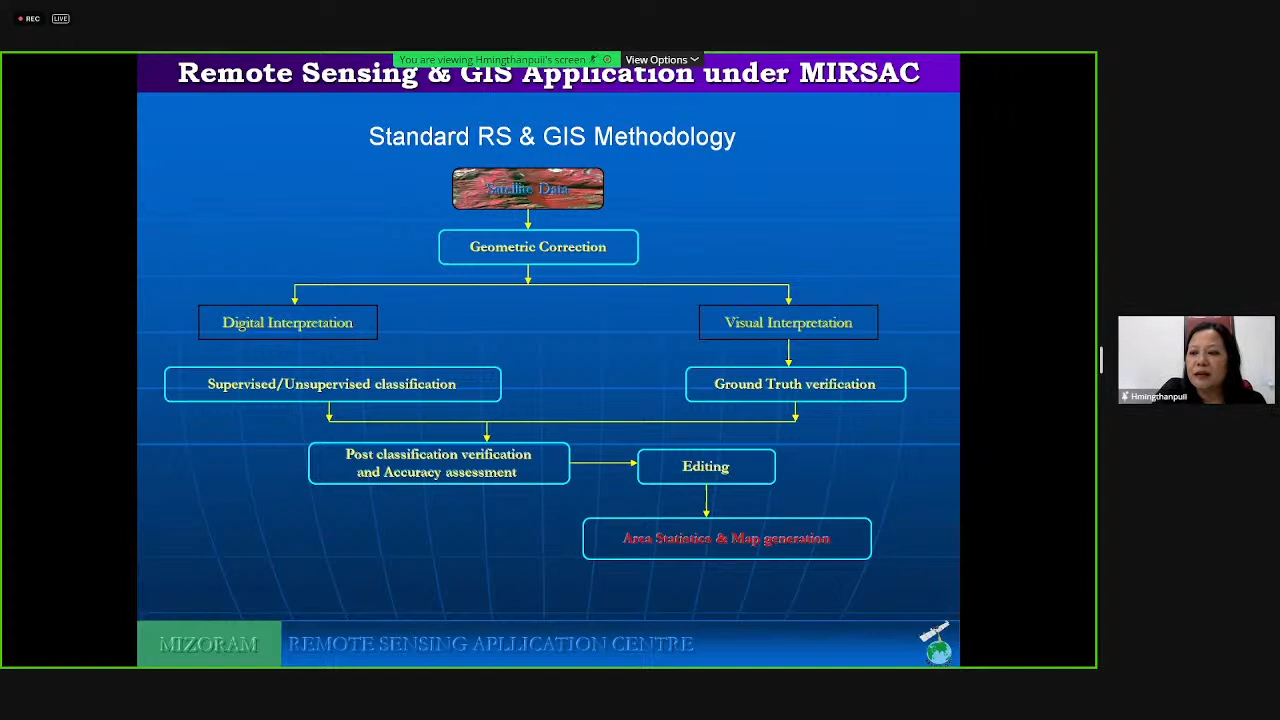 REC
LIVE
You are viewing Hmingthanpuii's screen
View Options
Remote Sensing & GIS Application under MIRSAC
Standard RS & GIS Methodology
Satellite Data
Geometric Correction
Digital Interpretation
Visual Interpretation
Supervised/Unsupervised classification
Ground Truth verification
Post classification verification
and Accuracy assessment
Editing
Area Statistics & Map generation
Hmingthanpuii
MIZORAM
REMOTE SENSING APLLICATION CENTRE